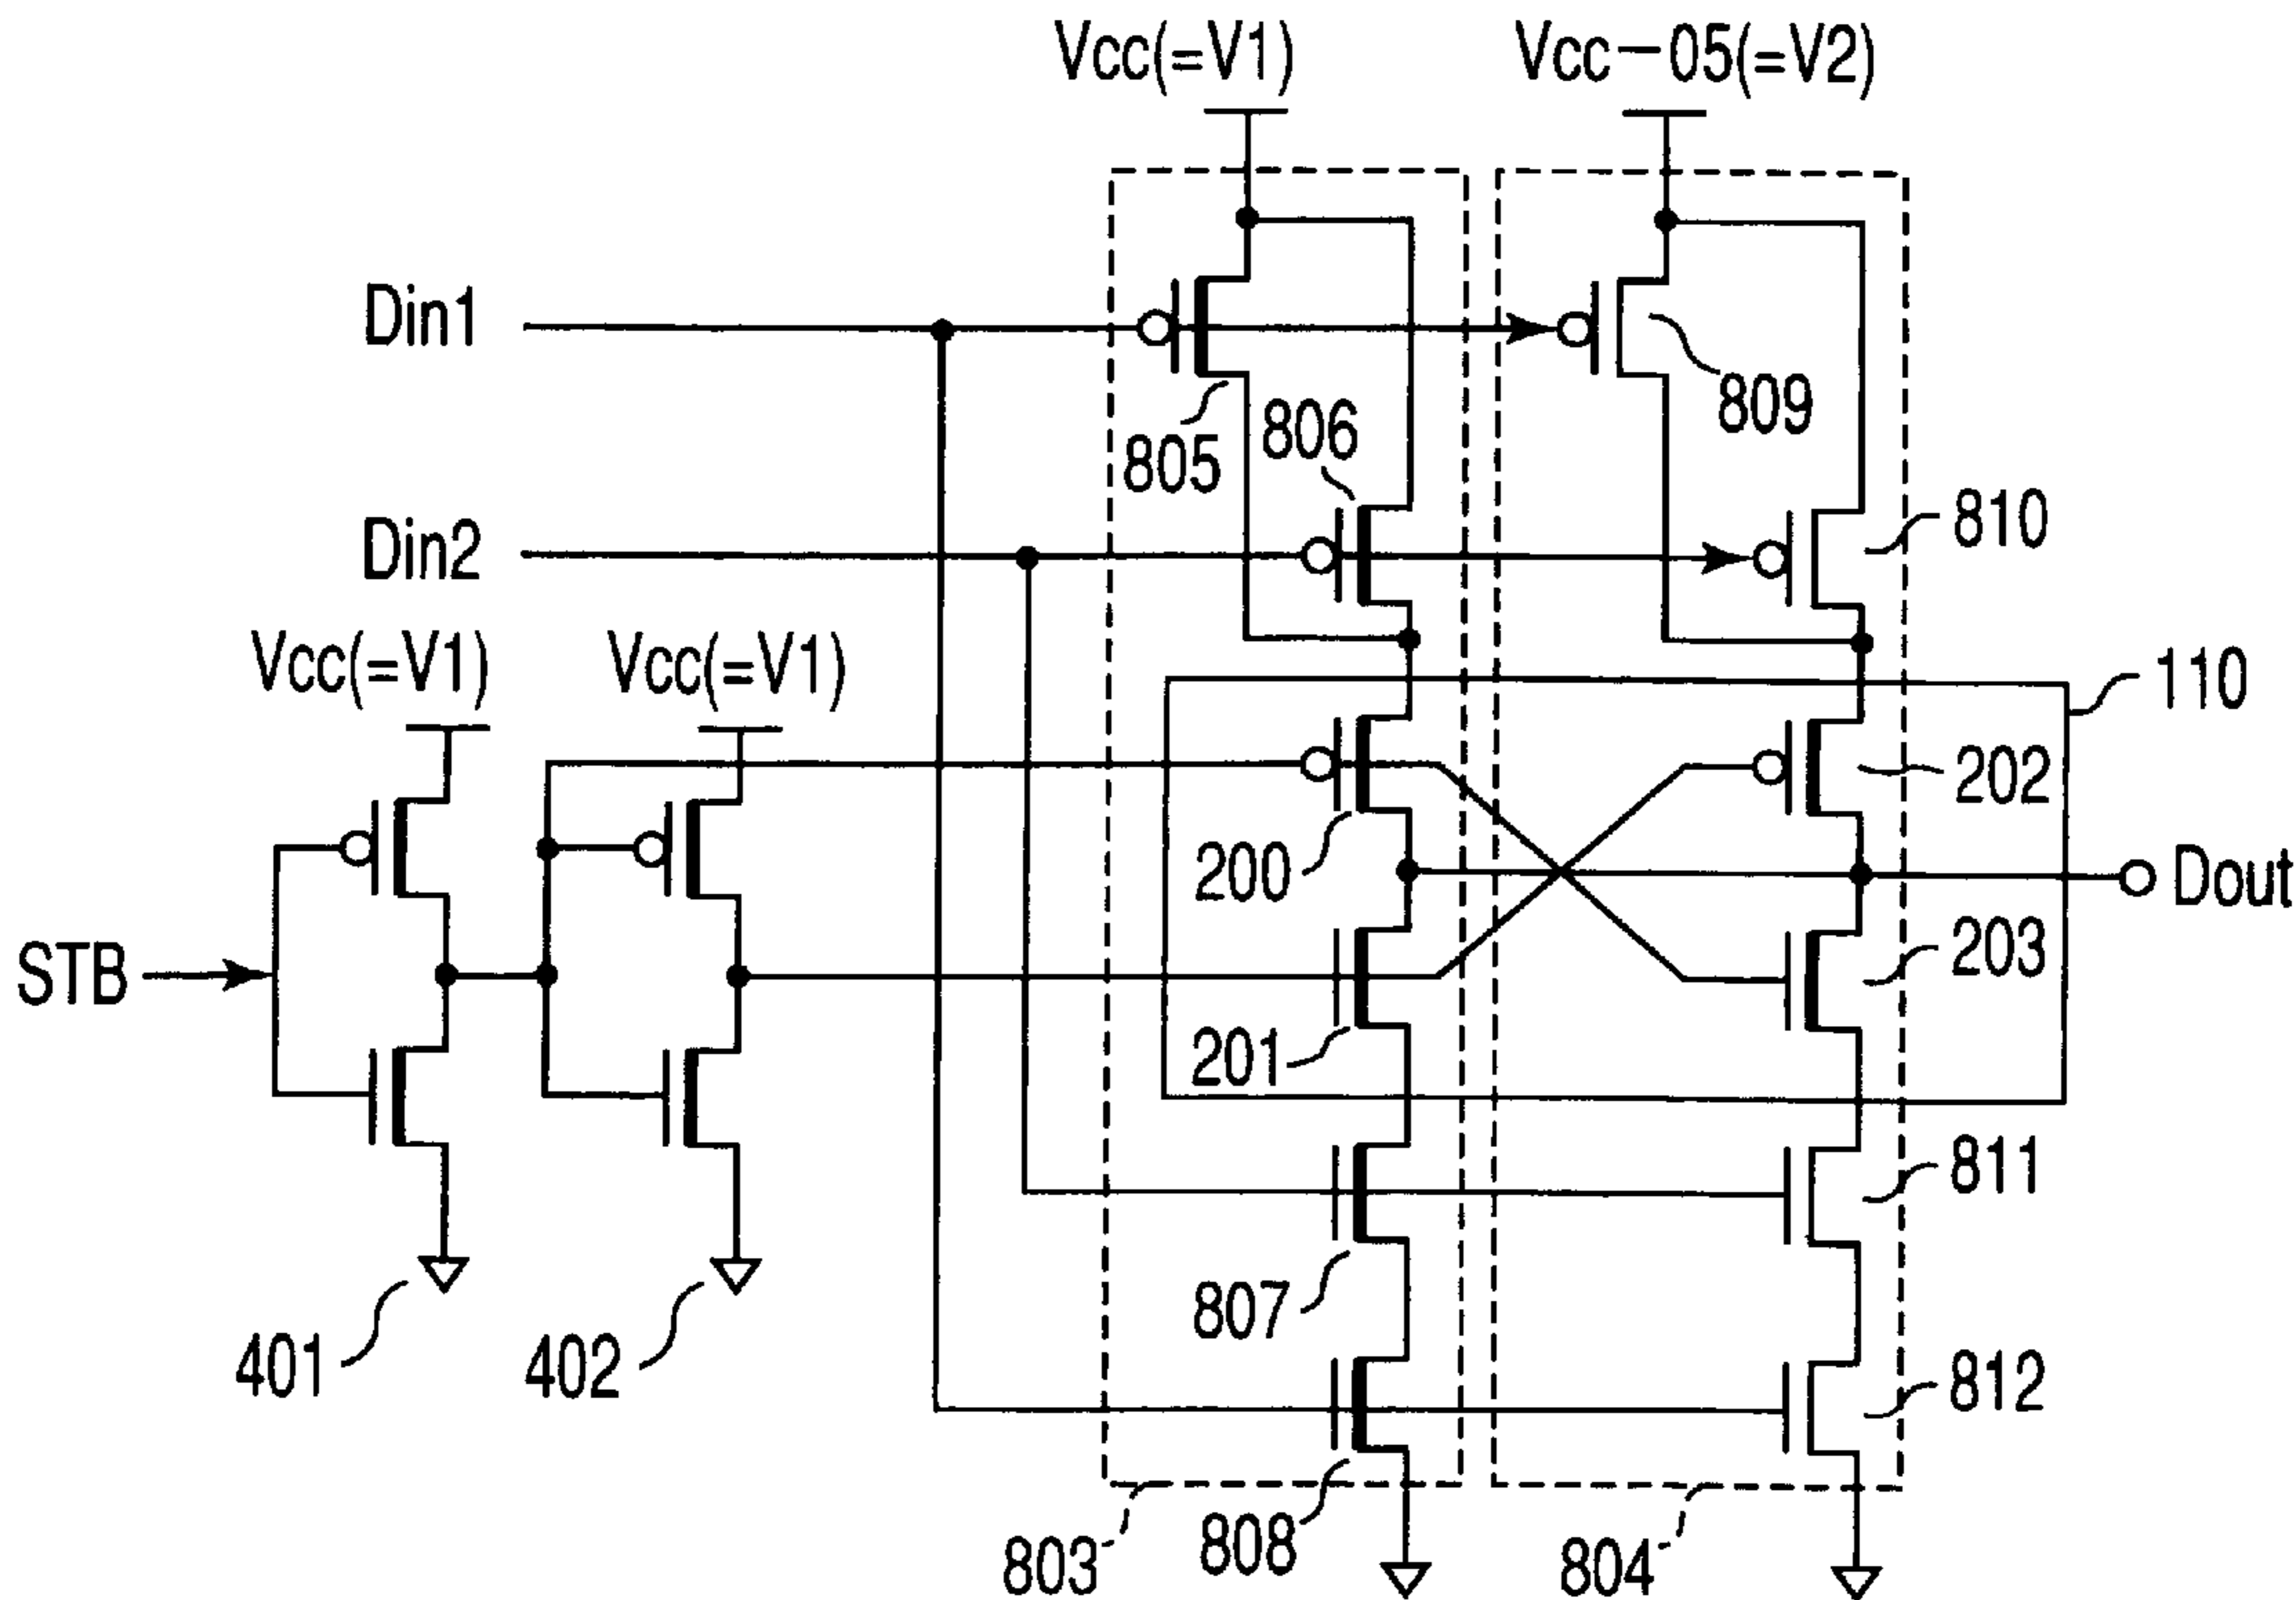 Vcc(=V1)
Vcc-05(=V2)
Din1
809
806
805
Din2
810
Vcc(=V1)
Vcc(=V1)
110
202
200
Dout
STB
203
201
811
807
401
402
812
808
803
804